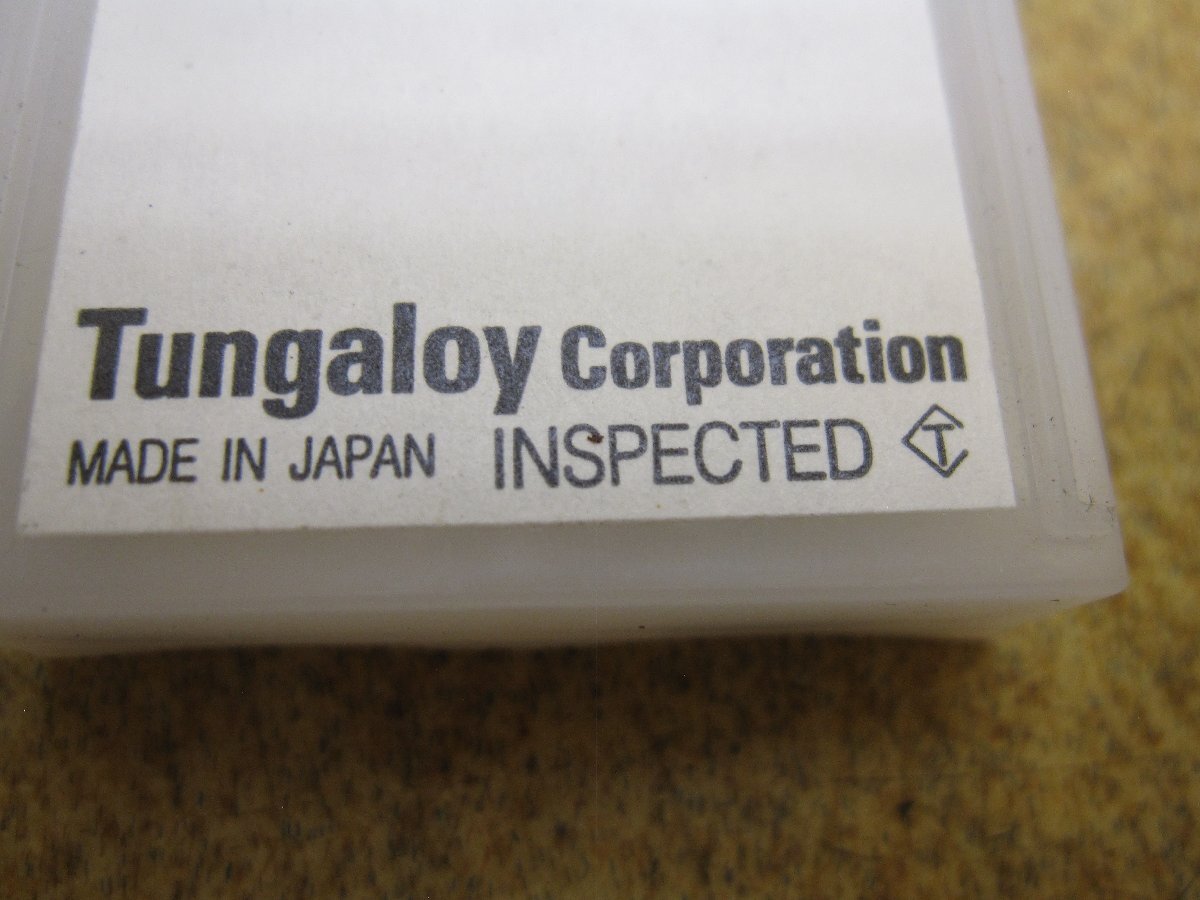 Tungaloy Corporation
MADE IN JAPAN INSPECTED T